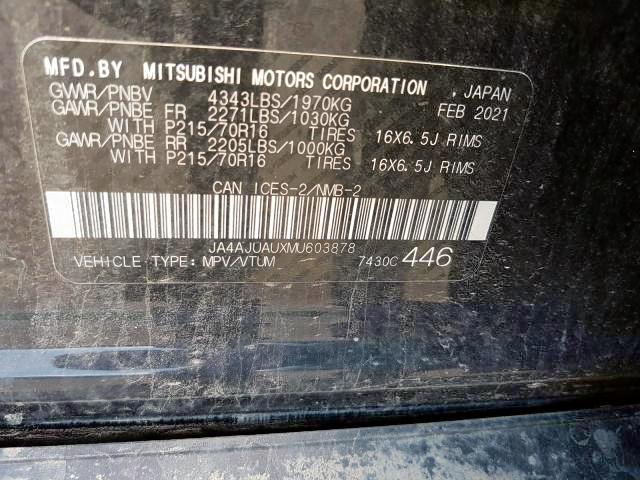 MFD.BY MITSUBISHI MOTORS CORPORATION , JAPAN
GVWR/PNBV 4343LBS/1970KG FEB 2021
GAWR/PNBE FR 2271LBS/1030KG
WITH P215/70R16 TIRES 16X6.5J RIMS
GAWR/PNBE RR 2205LBS/1000KG
WITH P215/70R16 TIRES 16X6.5J RIMS
CAN ICES-2/NMB-2
JA4AJUAUXMU603878
VEHICLE TYPE: MPV/VTUM 7430C 446